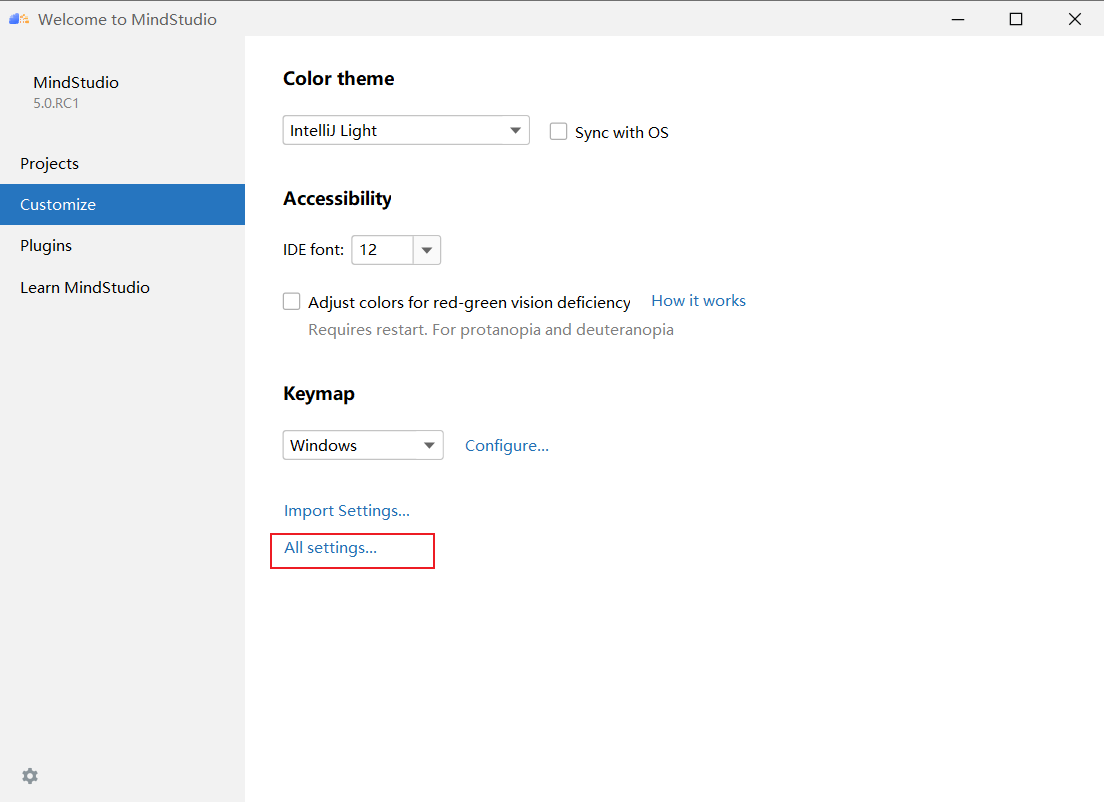 Welcome to MindStudio
MindStudio
5.0.RC1
Projects
Customize
Plugins
Learn MindStudio
Color theme
IntelliJ Light
Sync with OS
Accessibility
IDE font: 12
Adjust colors for red-green vision deficiency How it works
Requires restart. For protanopia and deuteranopia
Keymap
Windows Configure...
Import Settings...
All settings...